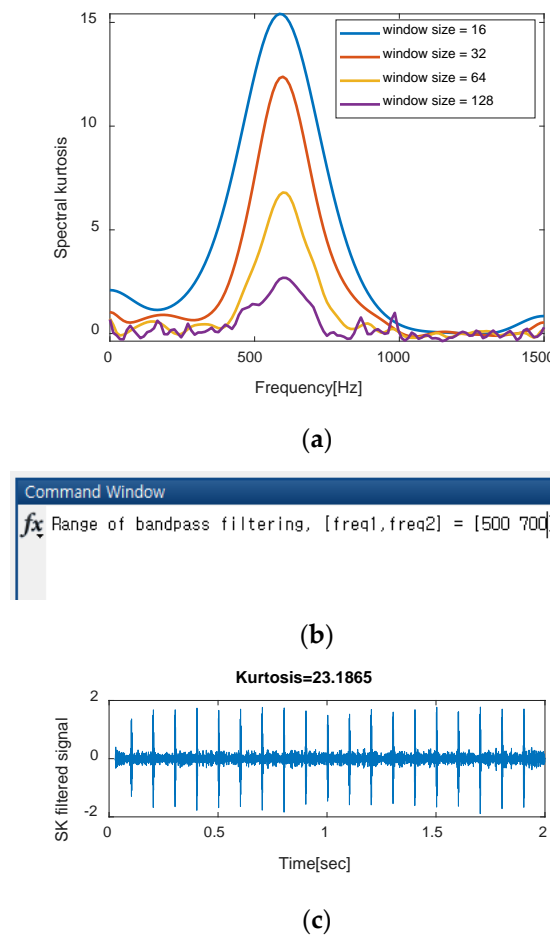 15
10
5
0
Spectral kurtosis
window size = 16
window size = 32
window size = 64
window size = 128
0 500 1000 1500
Frequency[Hz]
(a)
Command Window
fx Range of bandpass filtering, [freq1,freq2] = [500 700]
(b)
Kurtosis=23.1865
2
0
-2
SK filtered signal
0 0.5 1 1.5 2
Time[sec]
(c)